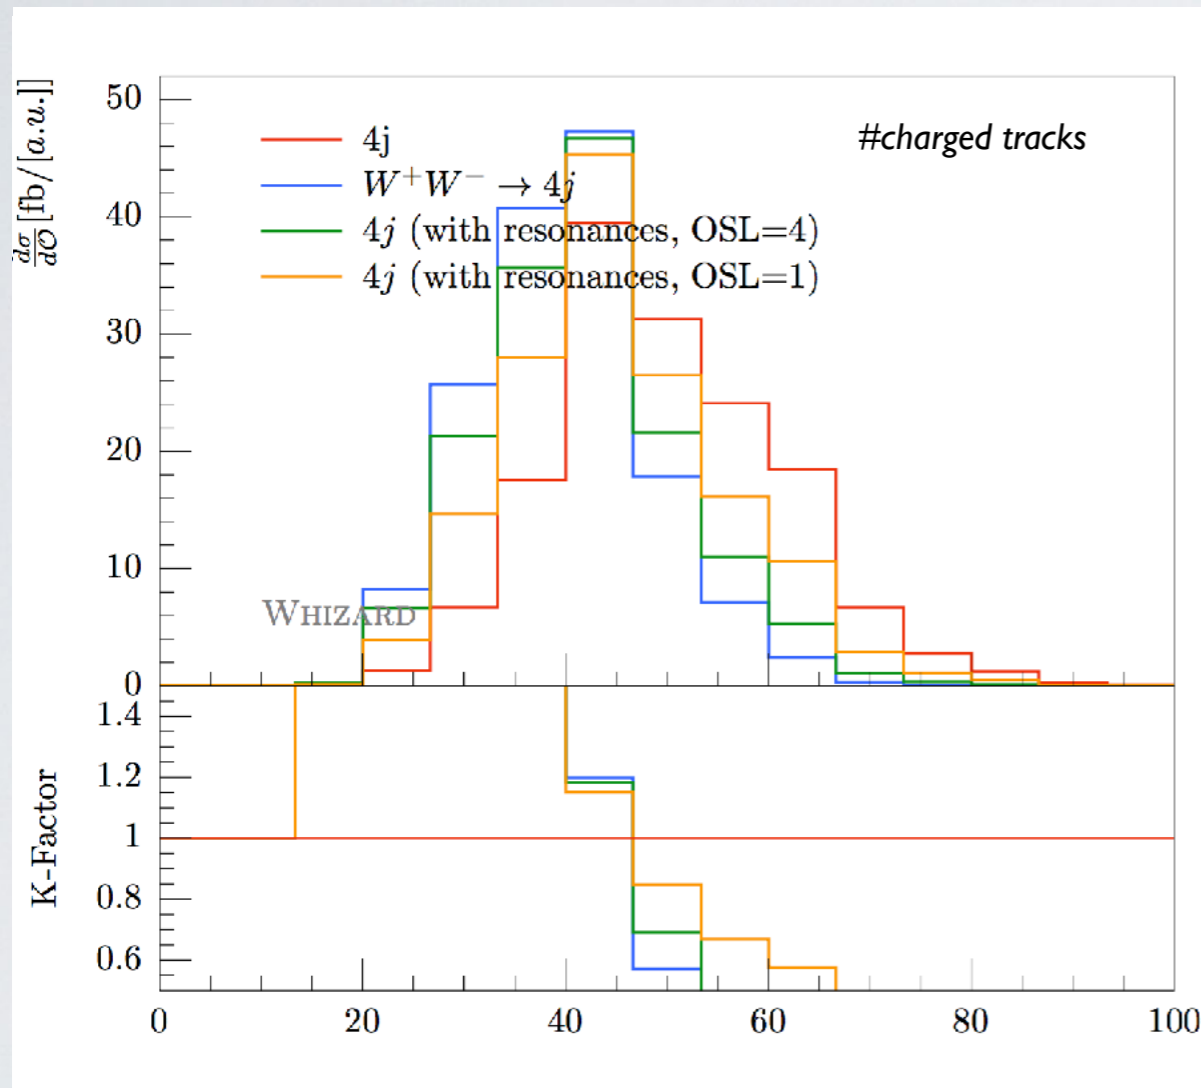 dσ/dO [fb/[a.u.]]
50
40
30
20
10
0
4j
W⁺W⁻ → 4j
4j (with resonances, OSL=4)
4j (with resonances, OSL=1)
#charged tracks
WHIZARD
K-Factor
1.4
1.2
1
0.8
0.6
0 20 40 60 80 100